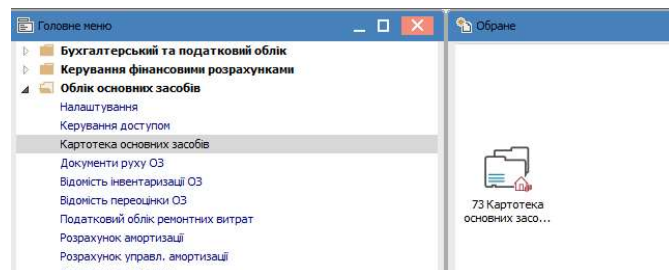 Головне меню
Обране
Бухгалтерський та податковий облік
Керування фінансовими розрахунками
Облік основних засобів
Налаштування
Керування доступом
Картотека основних засобів
Документи руху ОЗ
Відомість інвентаризації ОЗ
Відомість переоцінки ОЗ
Податковий облік ремонтних витрат
Розрахунок амортизації
Розрахунок управл. амортизації
73 Картотека
основних засо...